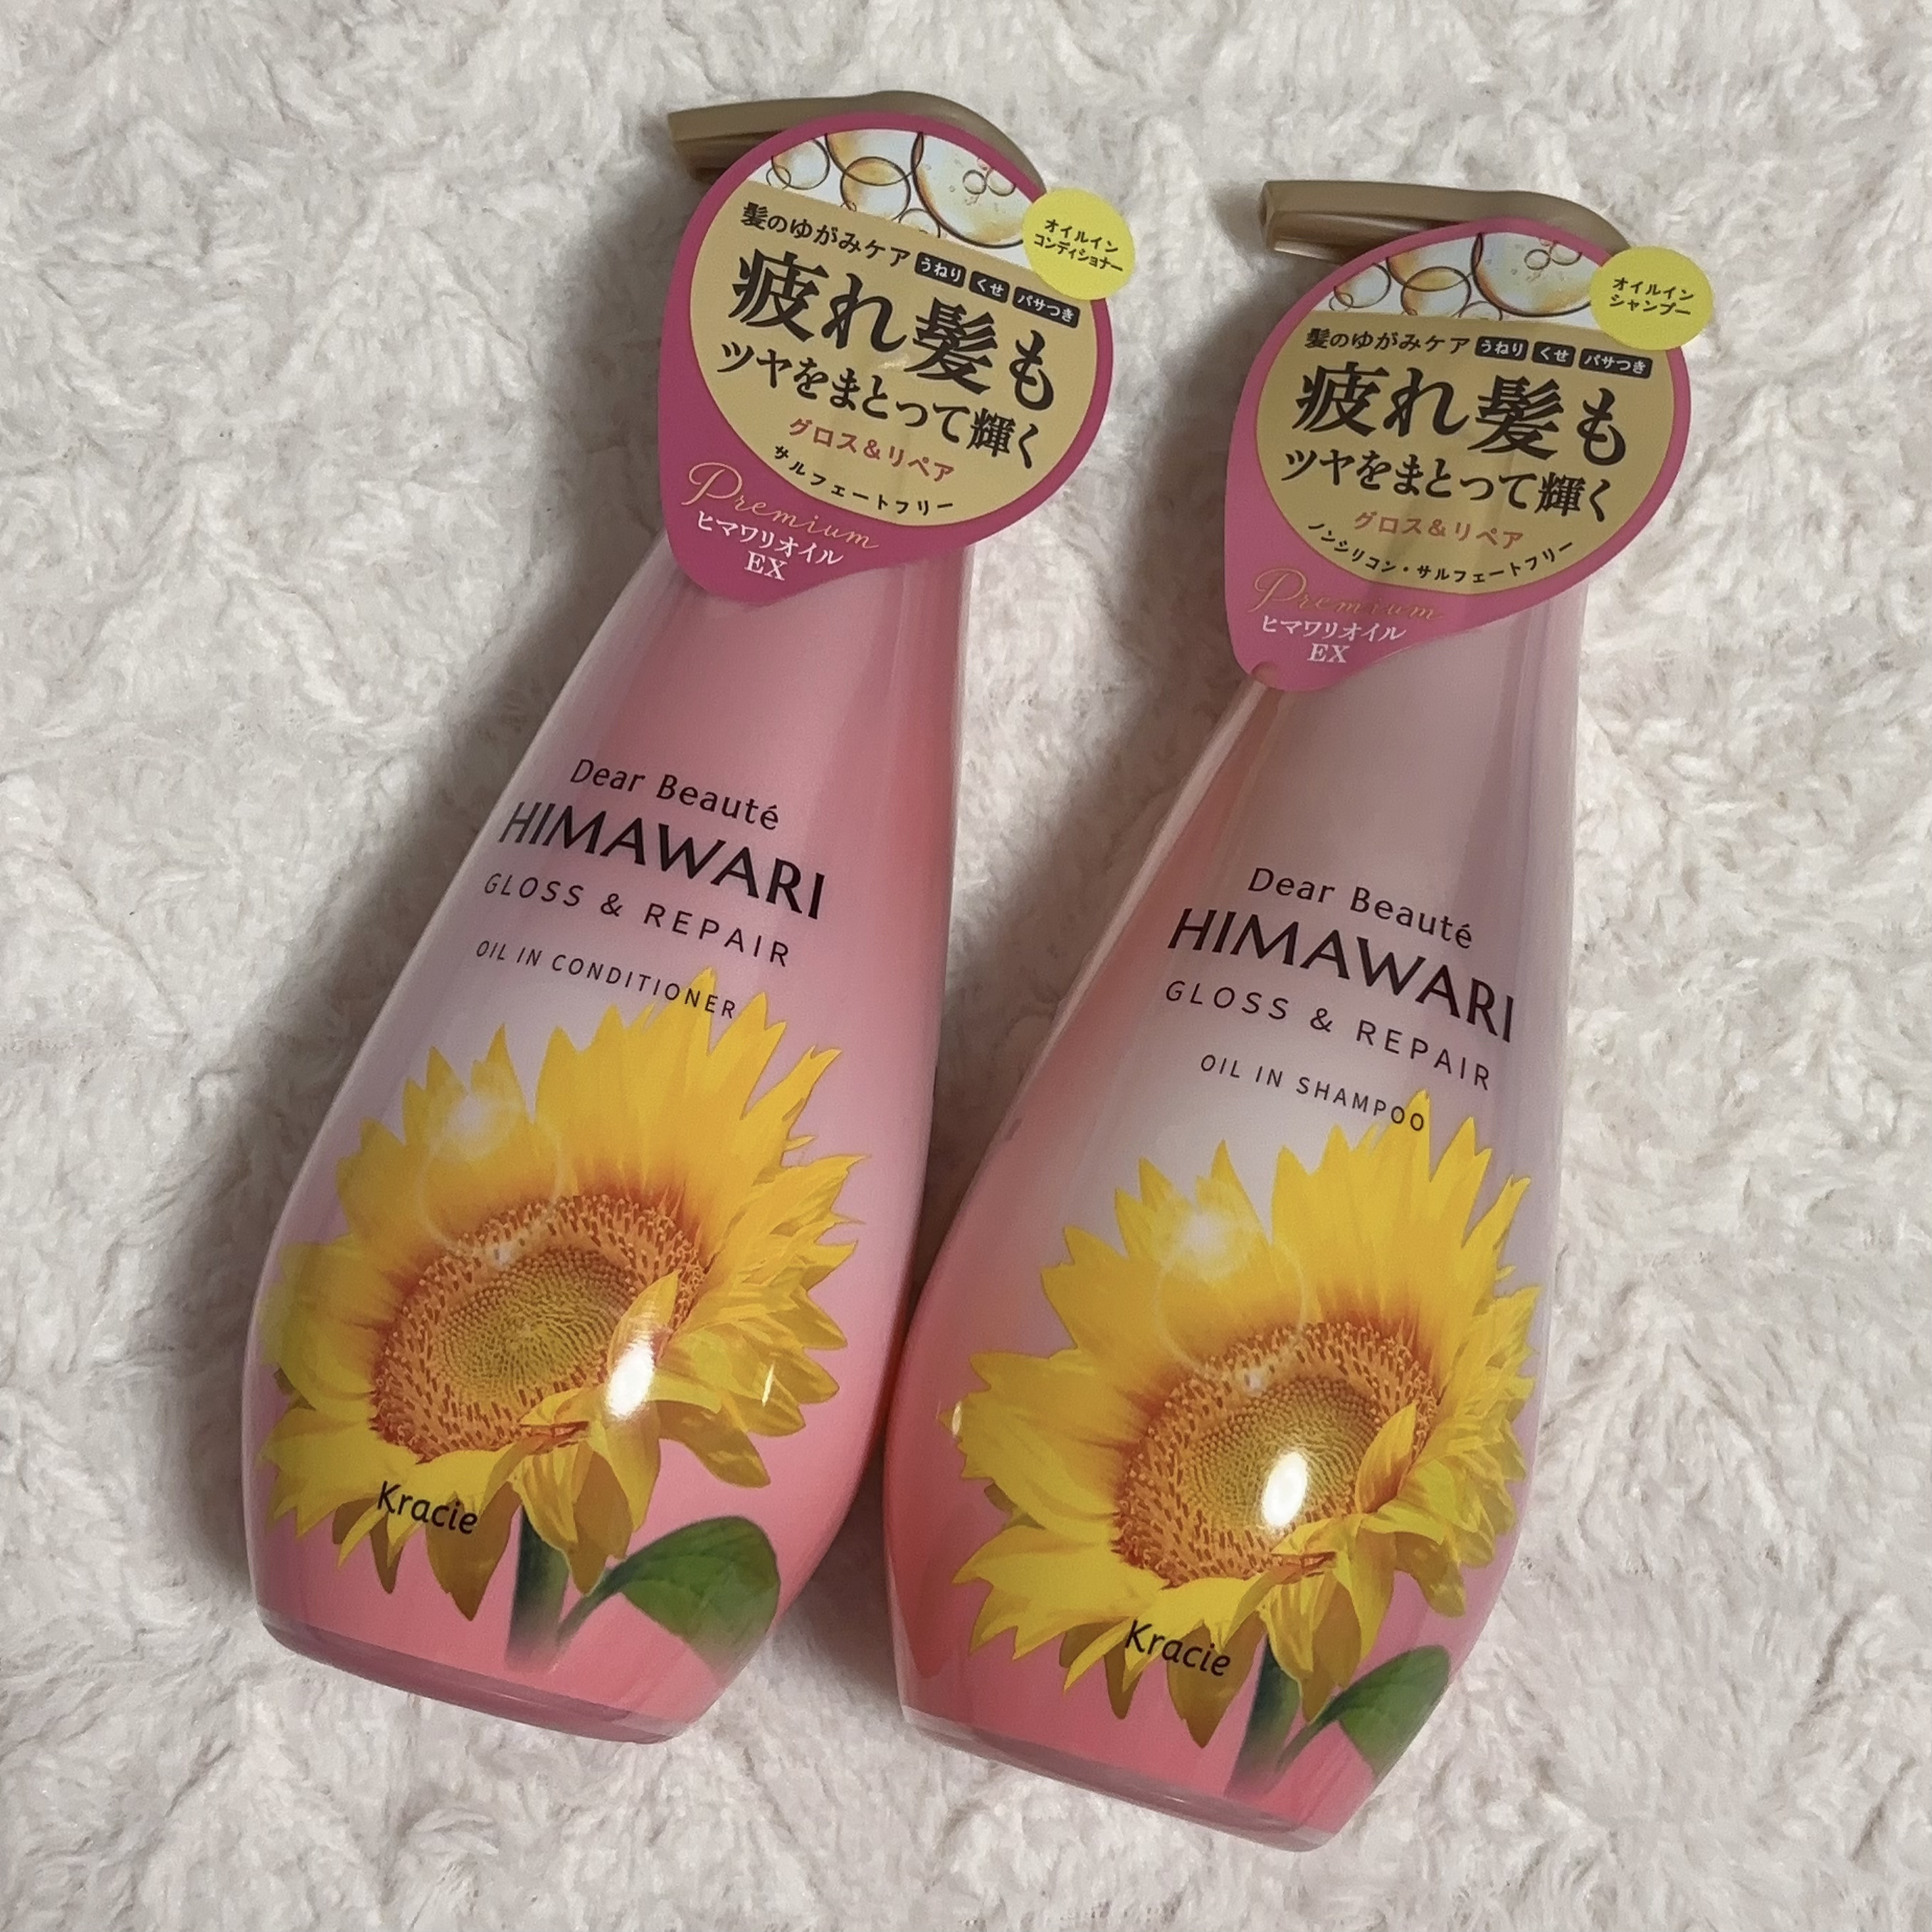 オイルイン
コンディショナー
髪のゆがみケア うねり くせ パサつき
疲れ髪も
ツヤをまとって輝く
グロス&リペア
サルフェートフリー
Premium
ヒマワリオイル
EX
Dear Beauté
HIMAWARI
GLOSS & REPAIR
OIL IN CONDITIONER
Kracie
オイルイン
シャンプー
髪のゆがみケア うねり くせ パサつき
疲れ髪も
ツヤをまとって輝く
グロス&リペア
ノンシリコン・サルフェートフリー
Premium
ヒマワリオイル
EX
Dear Beauté
HIMAWARI
GLOSS & REPAIR
OIL IN SHAMPOO
Kracie